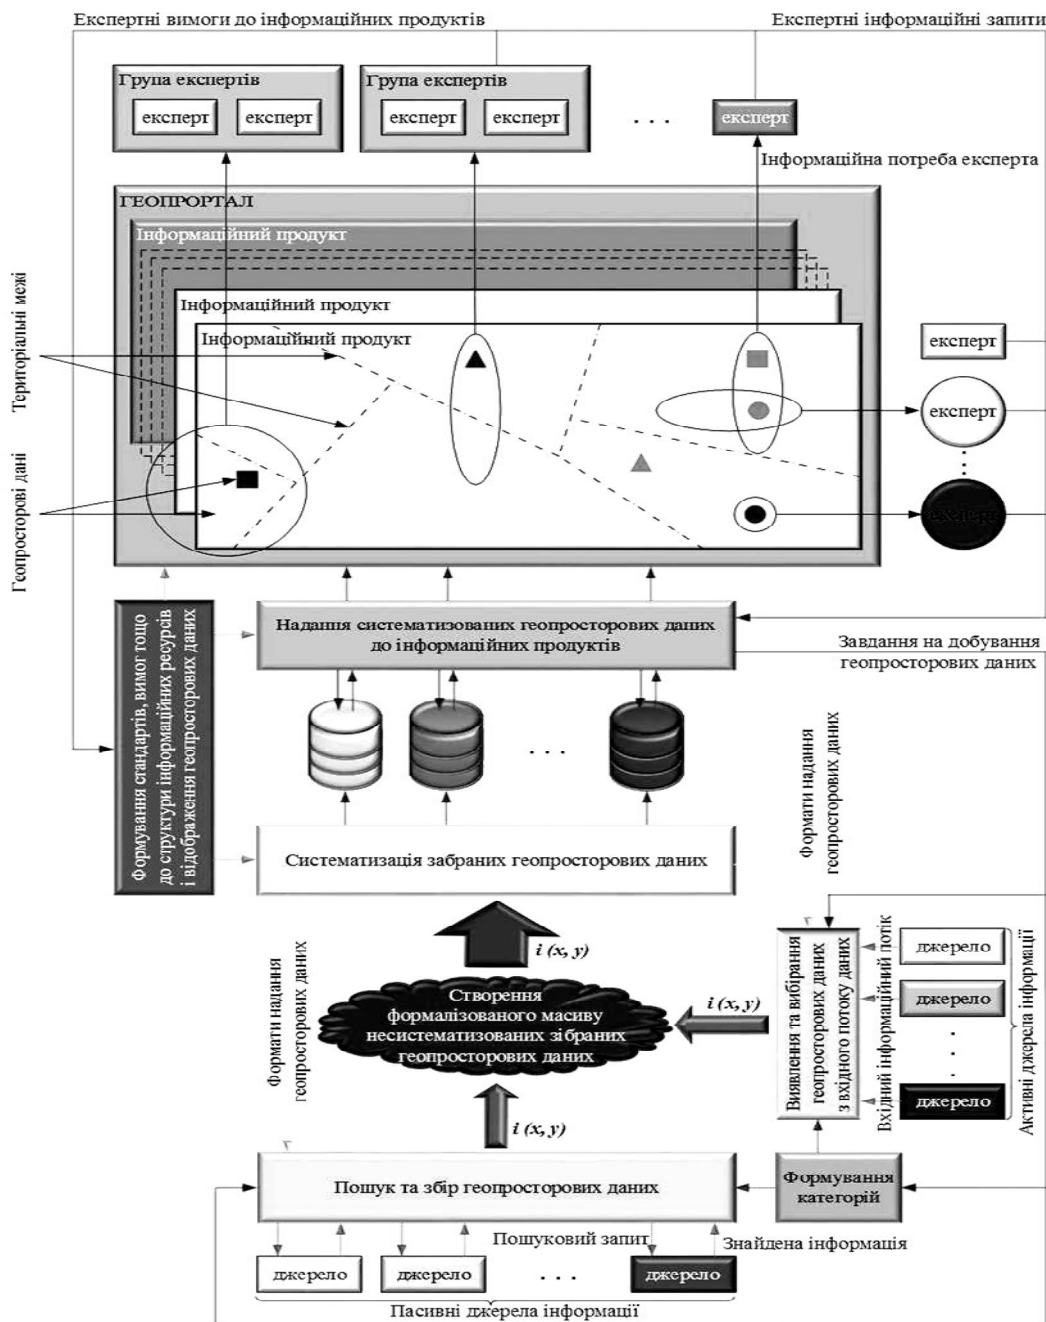 Експертні вимоги до інформаційних продуктів
Експертні інформаційні запити
Група експертів
експерт
експерт
Група експертів
експерт
експерт
. . .
експерт
Інформаційна потреба експерта
ГЕОПРОРТАЛ
Інформаційний продукт
Інформаційний продукт
Інформаційний продукт
Територіальні межі
Геопросторові дані
експерт
експерт
експерт
Формування стандартів, вимог тощо
до структури інформаційних ресурсів
і відображення геопросторових даних
Надання систематизованих геопросторових даних
до інформаційних продуктів
Завдання на добування
геопросторових даних
. . .
Формати надання
геопросторових даних
Систематизація забраних геопросторових даних
i (x, y)
Формати надання
геопросторових даних
Створення
формалізованого масиву
несистематизованих зібраних
геопросторових даних
i (x, y)
Виявлення та вибірання
геопросторових даних
з вхідного потоку даних
Вхідний інформаційний потік
джерело
джерело
джерело
Активні джерела інформації
i (x, y)
Пошук та збір геопросторових даних
Формування
категорій
Пошуковий запит
Знайдена інформація
джерело
джерело
. . .
джерело
Пасивні джерела інформації